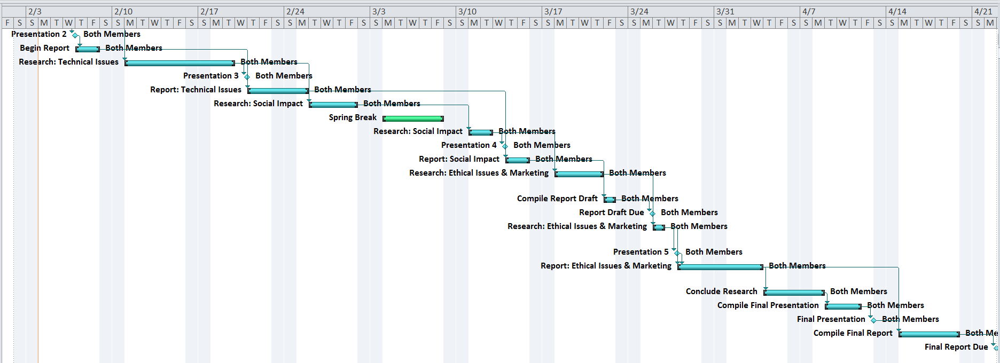 2/3 2/10 2/17 2/24 3/3 3/10 3/17 3/24 3/31 4/7 4/14 4/21
F S S M T W T F S S M T W T F S S M T W T F S S M T W T F S S M T W T F S S M T W T F S S M T W T F S S M T W T F S S M T W T F S S M T W T F S S M T W T F S S M
Presentation 2 Both Members
Begin Report Both Members
Research: Technical Issues Both Members
Presentation 3 Both Members
Report: Technical Issues Both Members
Research: Social Impact Both Members
Spring Break
Research: Social Impact Both Members
Presentation 4 Both Members
Report: Social Impact Both Members
Research: Ethical Issues & Marketing Both Members
Compile Report Draft Both Members
Report Draft Due Both Members
Research: Ethical Issues & Marketing Both Members
Presentation 5 Both Members
Report: Ethical Issues & Marketing Both Members
Conclude Research Both Members
Compile Final Presentation Both Members
Final Presentation Both Members
Compile Final Report Both Me
Final Report Due